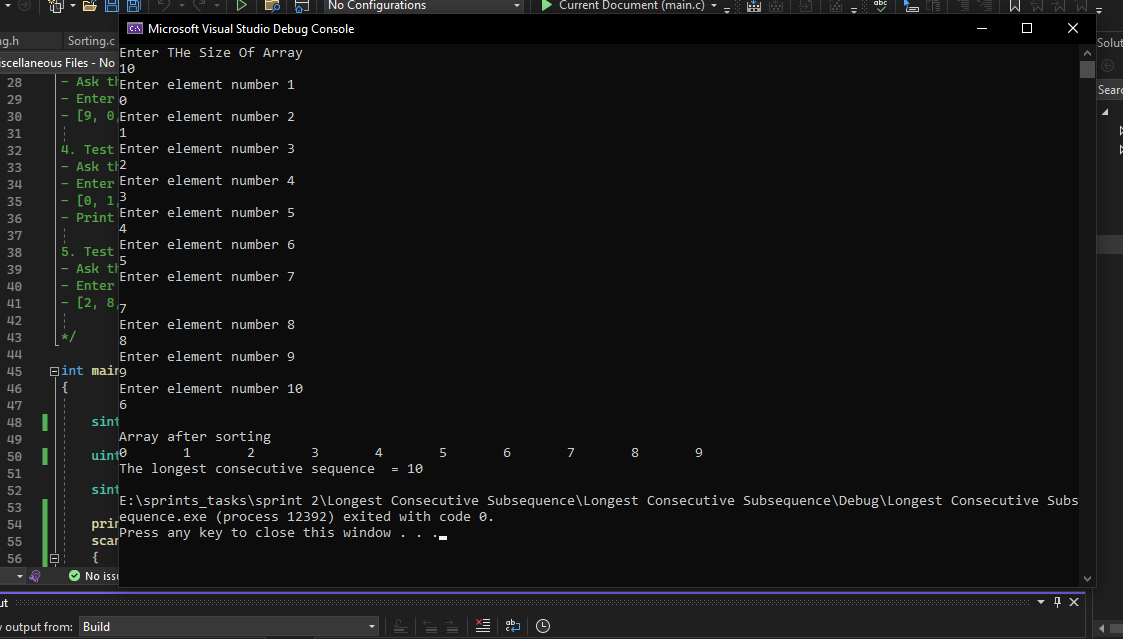 No Configurations
Current Document (main.c)
ng.h
Sorting.c
Microsoft Visual Studio Debug Console
Solut
iscellaneous Files - No
Sear
28 - Ask th
29 - Enter
30 - [9, 0,
31
32 4. Test
33 - Ask th
34 - Enter
35 - [0, 1,
36 - Print
37
38 5. Test
39 - Ask th
40 - Enter
41 - [2, 8,
42
43 */
44
45 int main
46 {
47
48 sint
49
50 uint
51
52 sint
53
54 prin
55 scan
56 {
Enter THe Size Of Array
10
Enter element number 1
0
Enter element number 2
1
Enter element number 3
2
Enter element number 4
3
Enter element number 5
4
Enter element number 6
5
Enter element number 7
7
Enter element number 8
8
Enter element number 9
9
Enter element number 10
6
Array after sorting
0 1 2 3 4 5 6 7 8 9
The longest consecutive sequence  = 10
E:\sprints_tasks\sprint 2\Longest Consecutive Subsequence\Longest Consecutive Subsequence\Debug\Longest Consecutive Subs
equence.exe (process 12392) exited with code 0.
Press any key to close this window . . .
No issu
ut
output from: Build